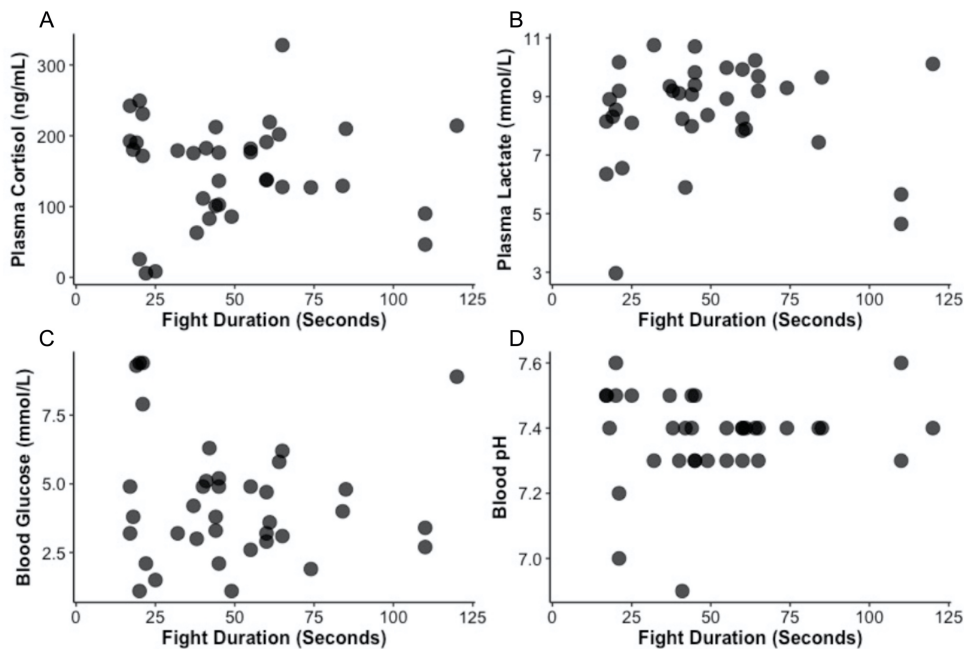 A
Plasma Cortisol (ng/mL)
300
200
100
0
0 25 50 75 100 125
Fight Duration (Seconds)
B
Plasma Lactate (mmol/L)
11
9
7
5
3
0 25 50 75 100 125
Fight Duration (Seconds)
C
Blood Glucose (mmol/L)
7.5
5.0
2.5
0 25 50 75 100 125
Fight Duration (Seconds)
D
Blood pH
7.6
7.4
7.2
7.0
0 25 50 75 100 125
Fight Duration (Seconds)